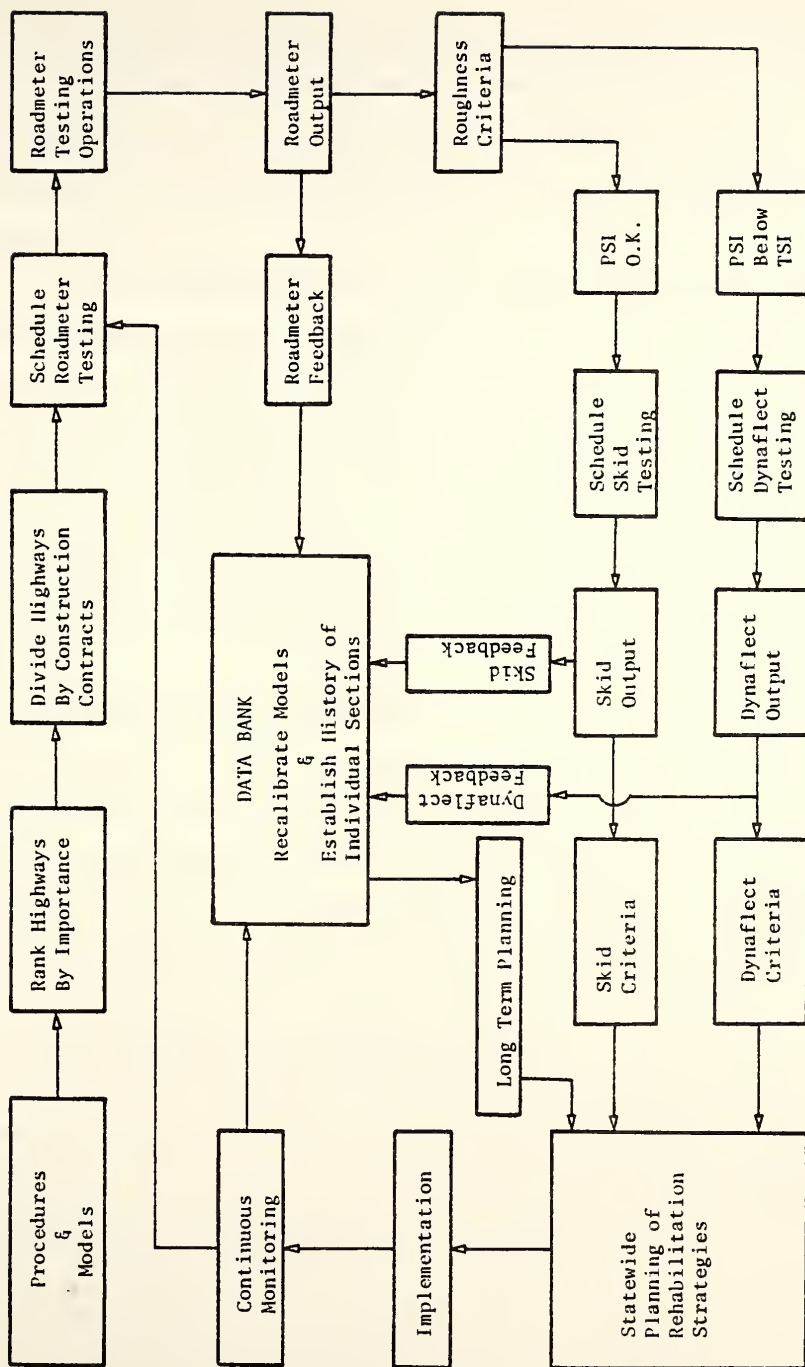 Procedures
&
Models
Rank Highways
By Importance
Divide Highways
By Construction
Contracts
Schedule
Roadmeter
Testing
Roadmeter
Testing
Operations
Continuous
Monitoring
DATA BANK
Recalibrate Models
&
Establish History of
Individual Sections
Roadmeter
Feedback
Roadmeter
Output
Implementation
Long Term Planning
Dynaflect
Feedback
Skid
Feedback
Roughness
Criteria
Statewide
Planning of
Rehabilitation
Strategies
Skid
Criteria
Skid
Output
Schedule
Skid
Testing
PSI
O.K.
Dynaflect
Criteria
Dynaflect
Output
Schedule
Dynaflect
Testing
PSI
Below
TSI